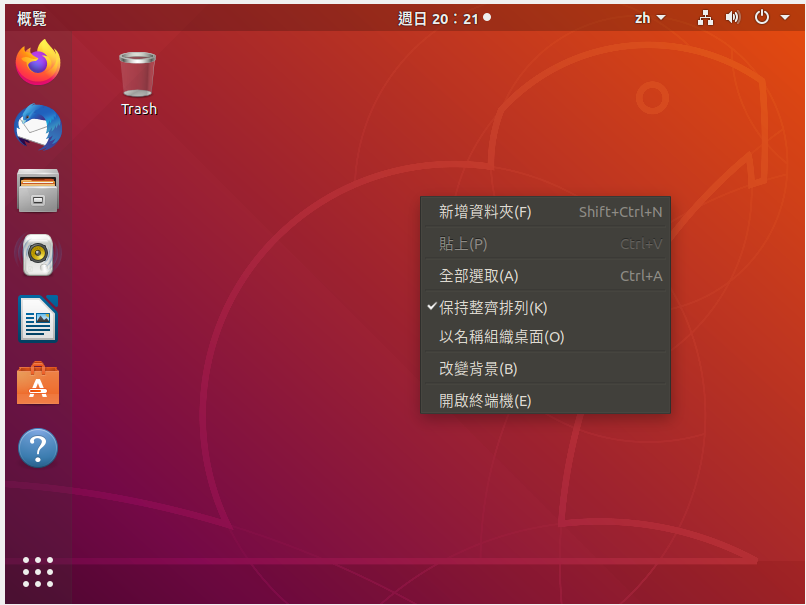 概覽
週日 20：21
zh
Trash
新增資料夾(F) Shift+Ctrl+N
貼上(P) Ctrl+V
全部選取(A) Ctrl+A
保持整齊排列(K)
以名稱組織桌面(O)
改變背景(B)
開啟終端機(E)